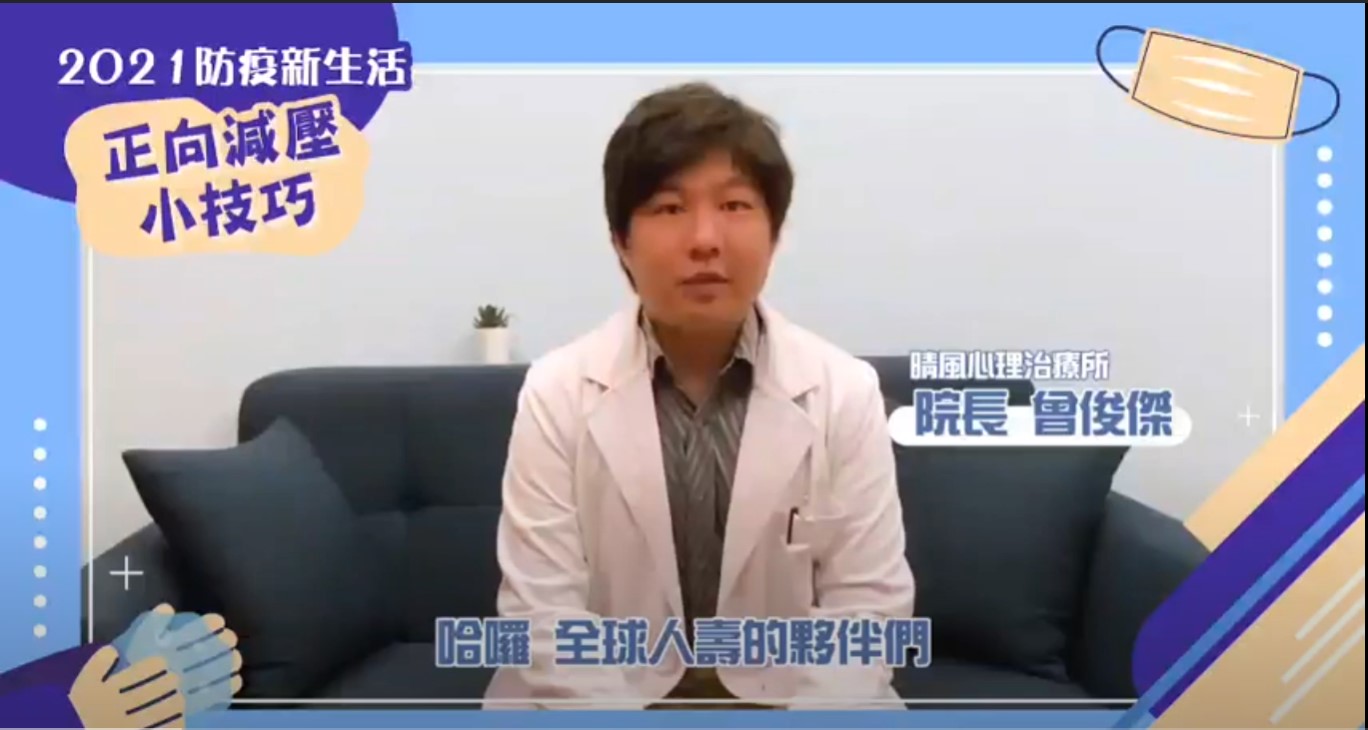 2021防疫新生活
正向減壓
小技巧
晴風心理治療所
院長 曾俊傑
哈囉 全球人壽的夥伴們